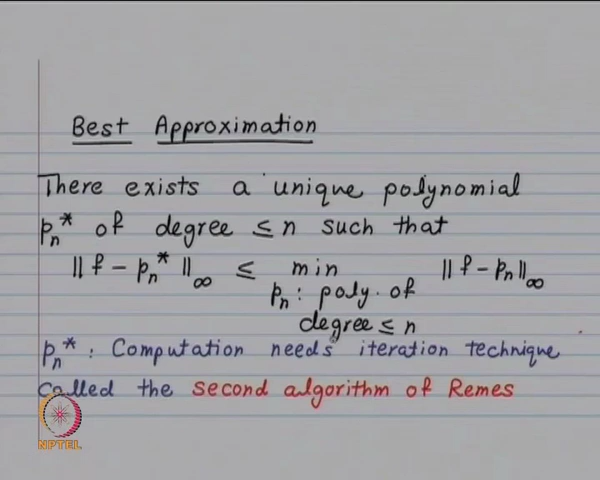 Best Approximation
There exists a unique polynomial
pₙ* of degree ≤ n such that
‖f - pₙ*‖∞ ≤ min ‖f - pₙ‖∞
pₙ : poly. of
degree ≤ n
pₙ* : Computation needs iteration technique
called the second algorithm of Remes
NPTEL